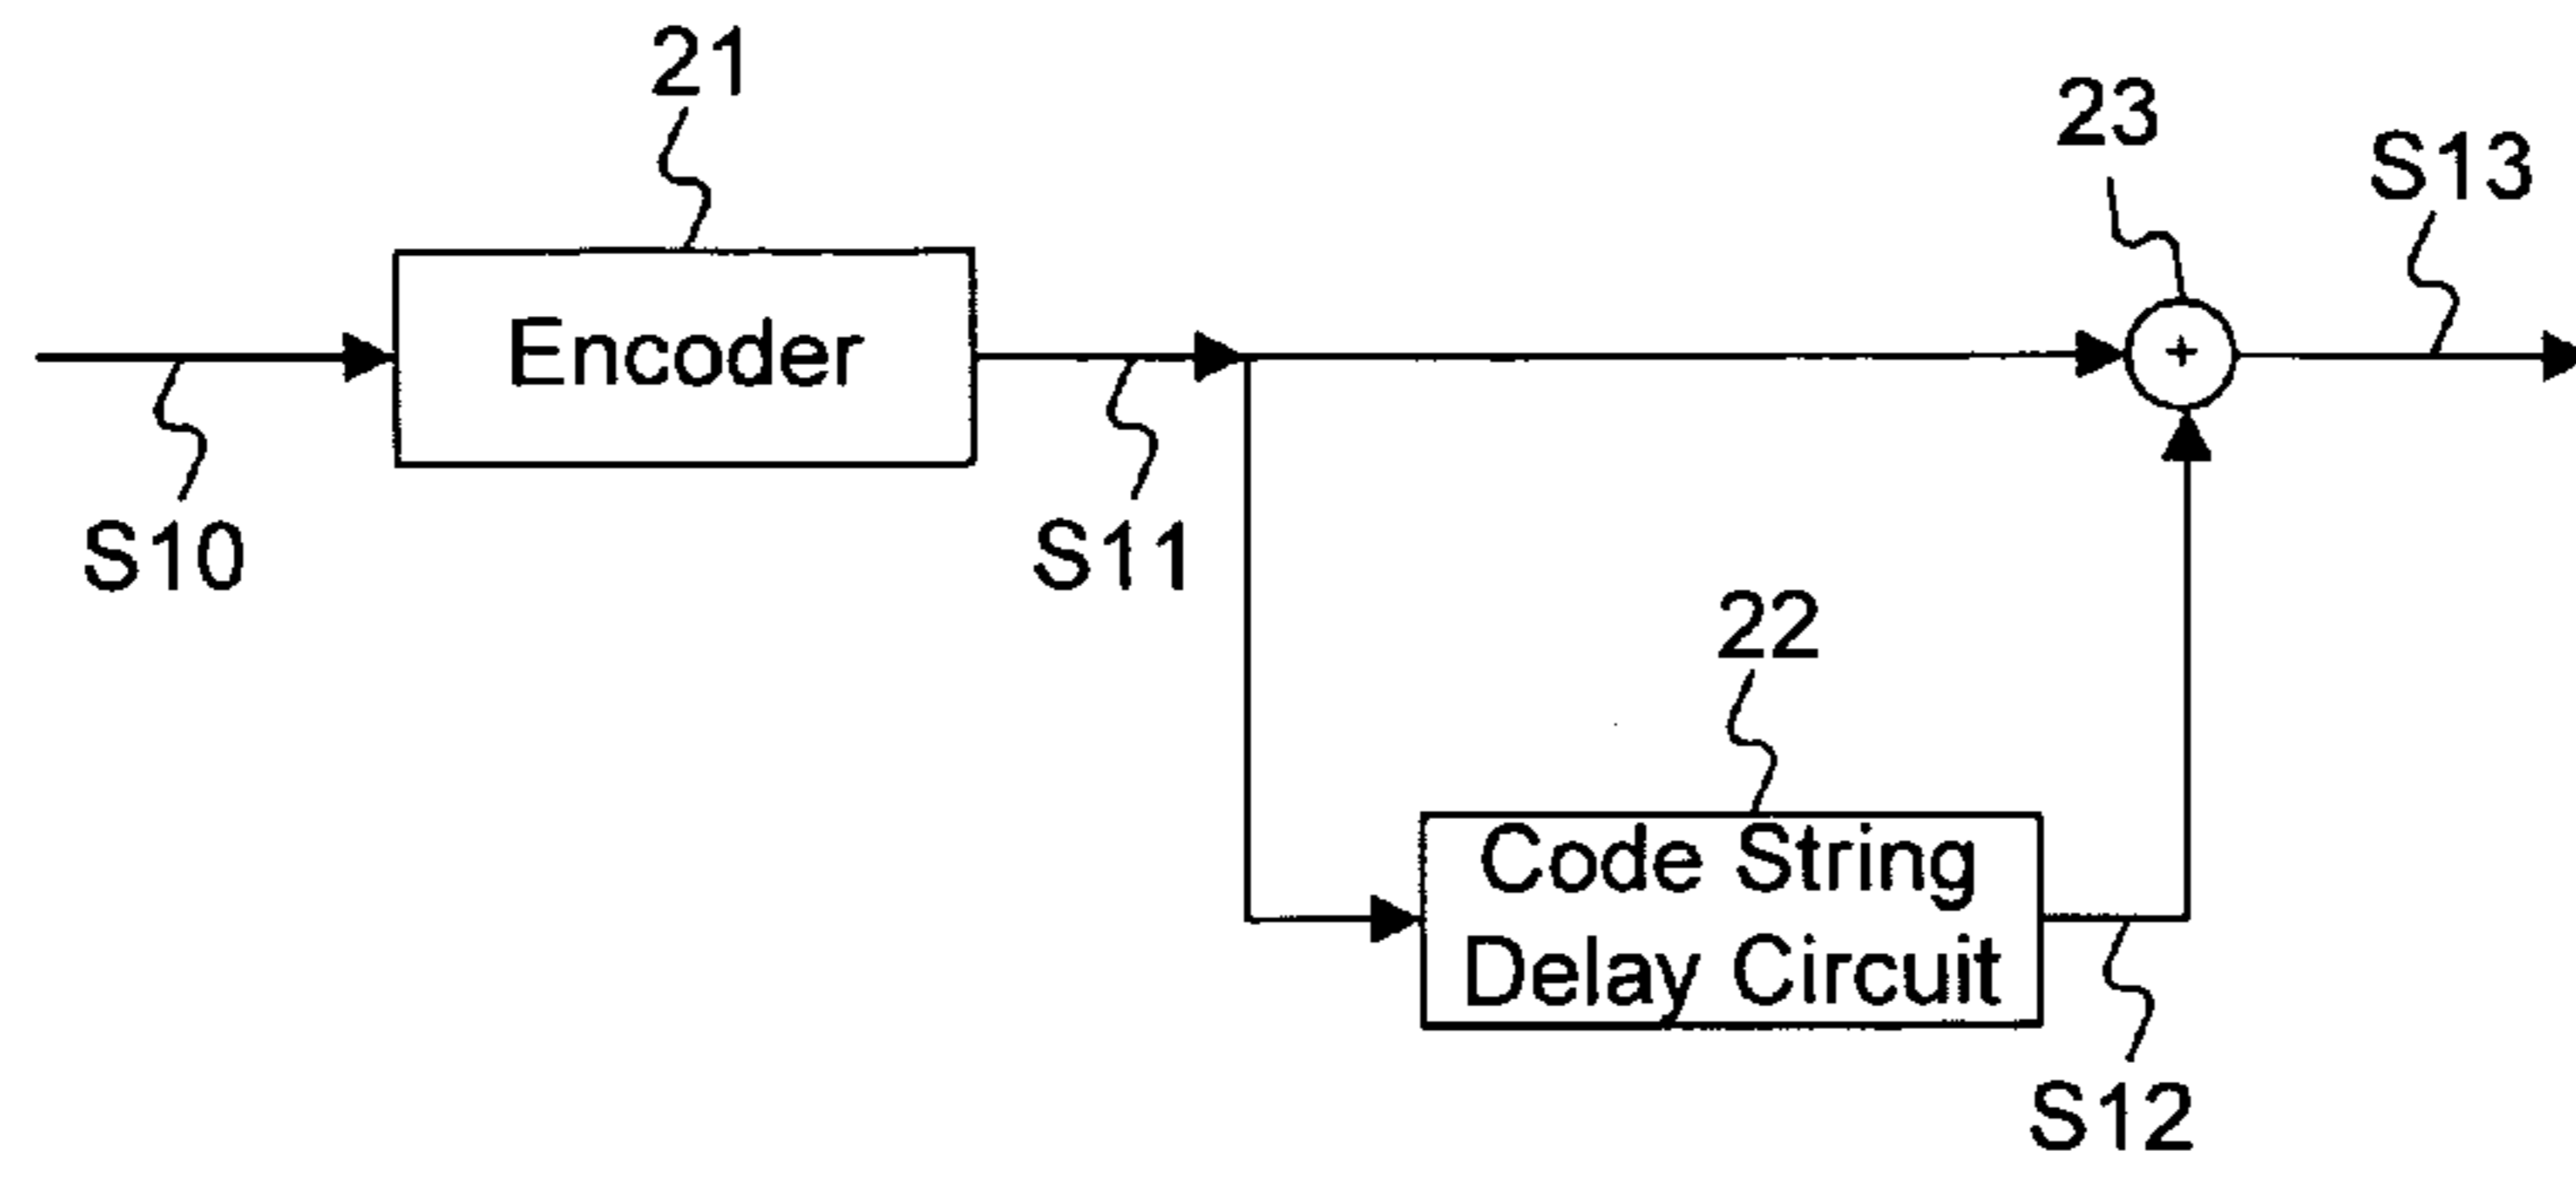 21
23
S13
Encoder
+
S10
S11
22
Code String
Delay Circuit
S12